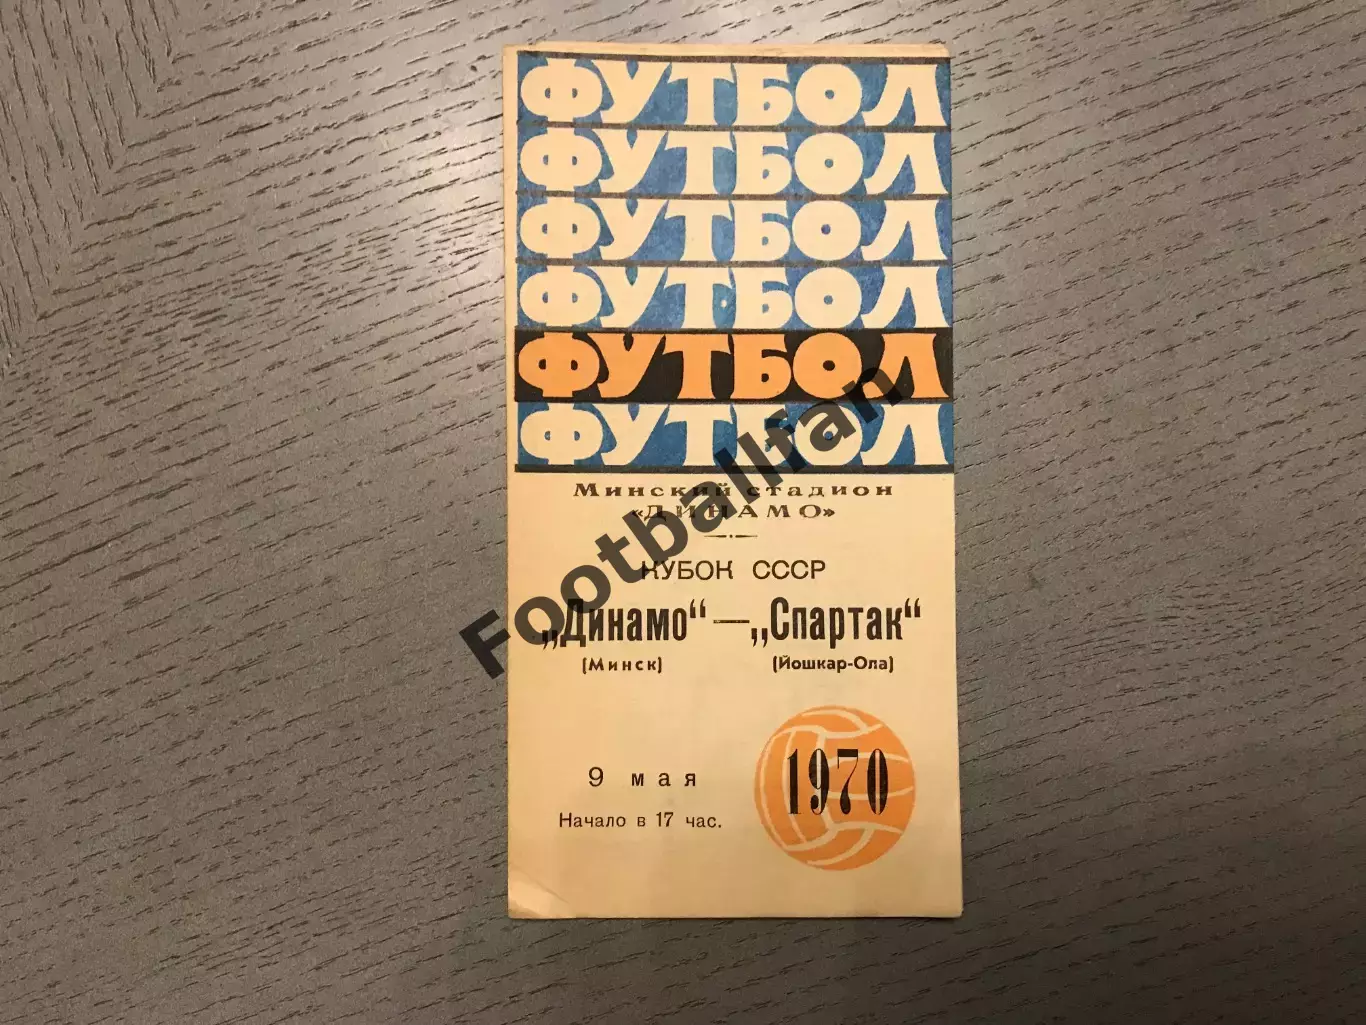 ФУТБОЛ
ФУТБОЛ
ФУТБОЛ
ФУТБОЛ
ФУТБОЛ
ФУТБОЛ
Минский стадион
«ДИНАМО»
КУБОК СССР
„Динамо“ — „Спартак“
(Минск) (Йошкар-Ола)
9 мая
1970
Начало в 17 час.
Footballfan